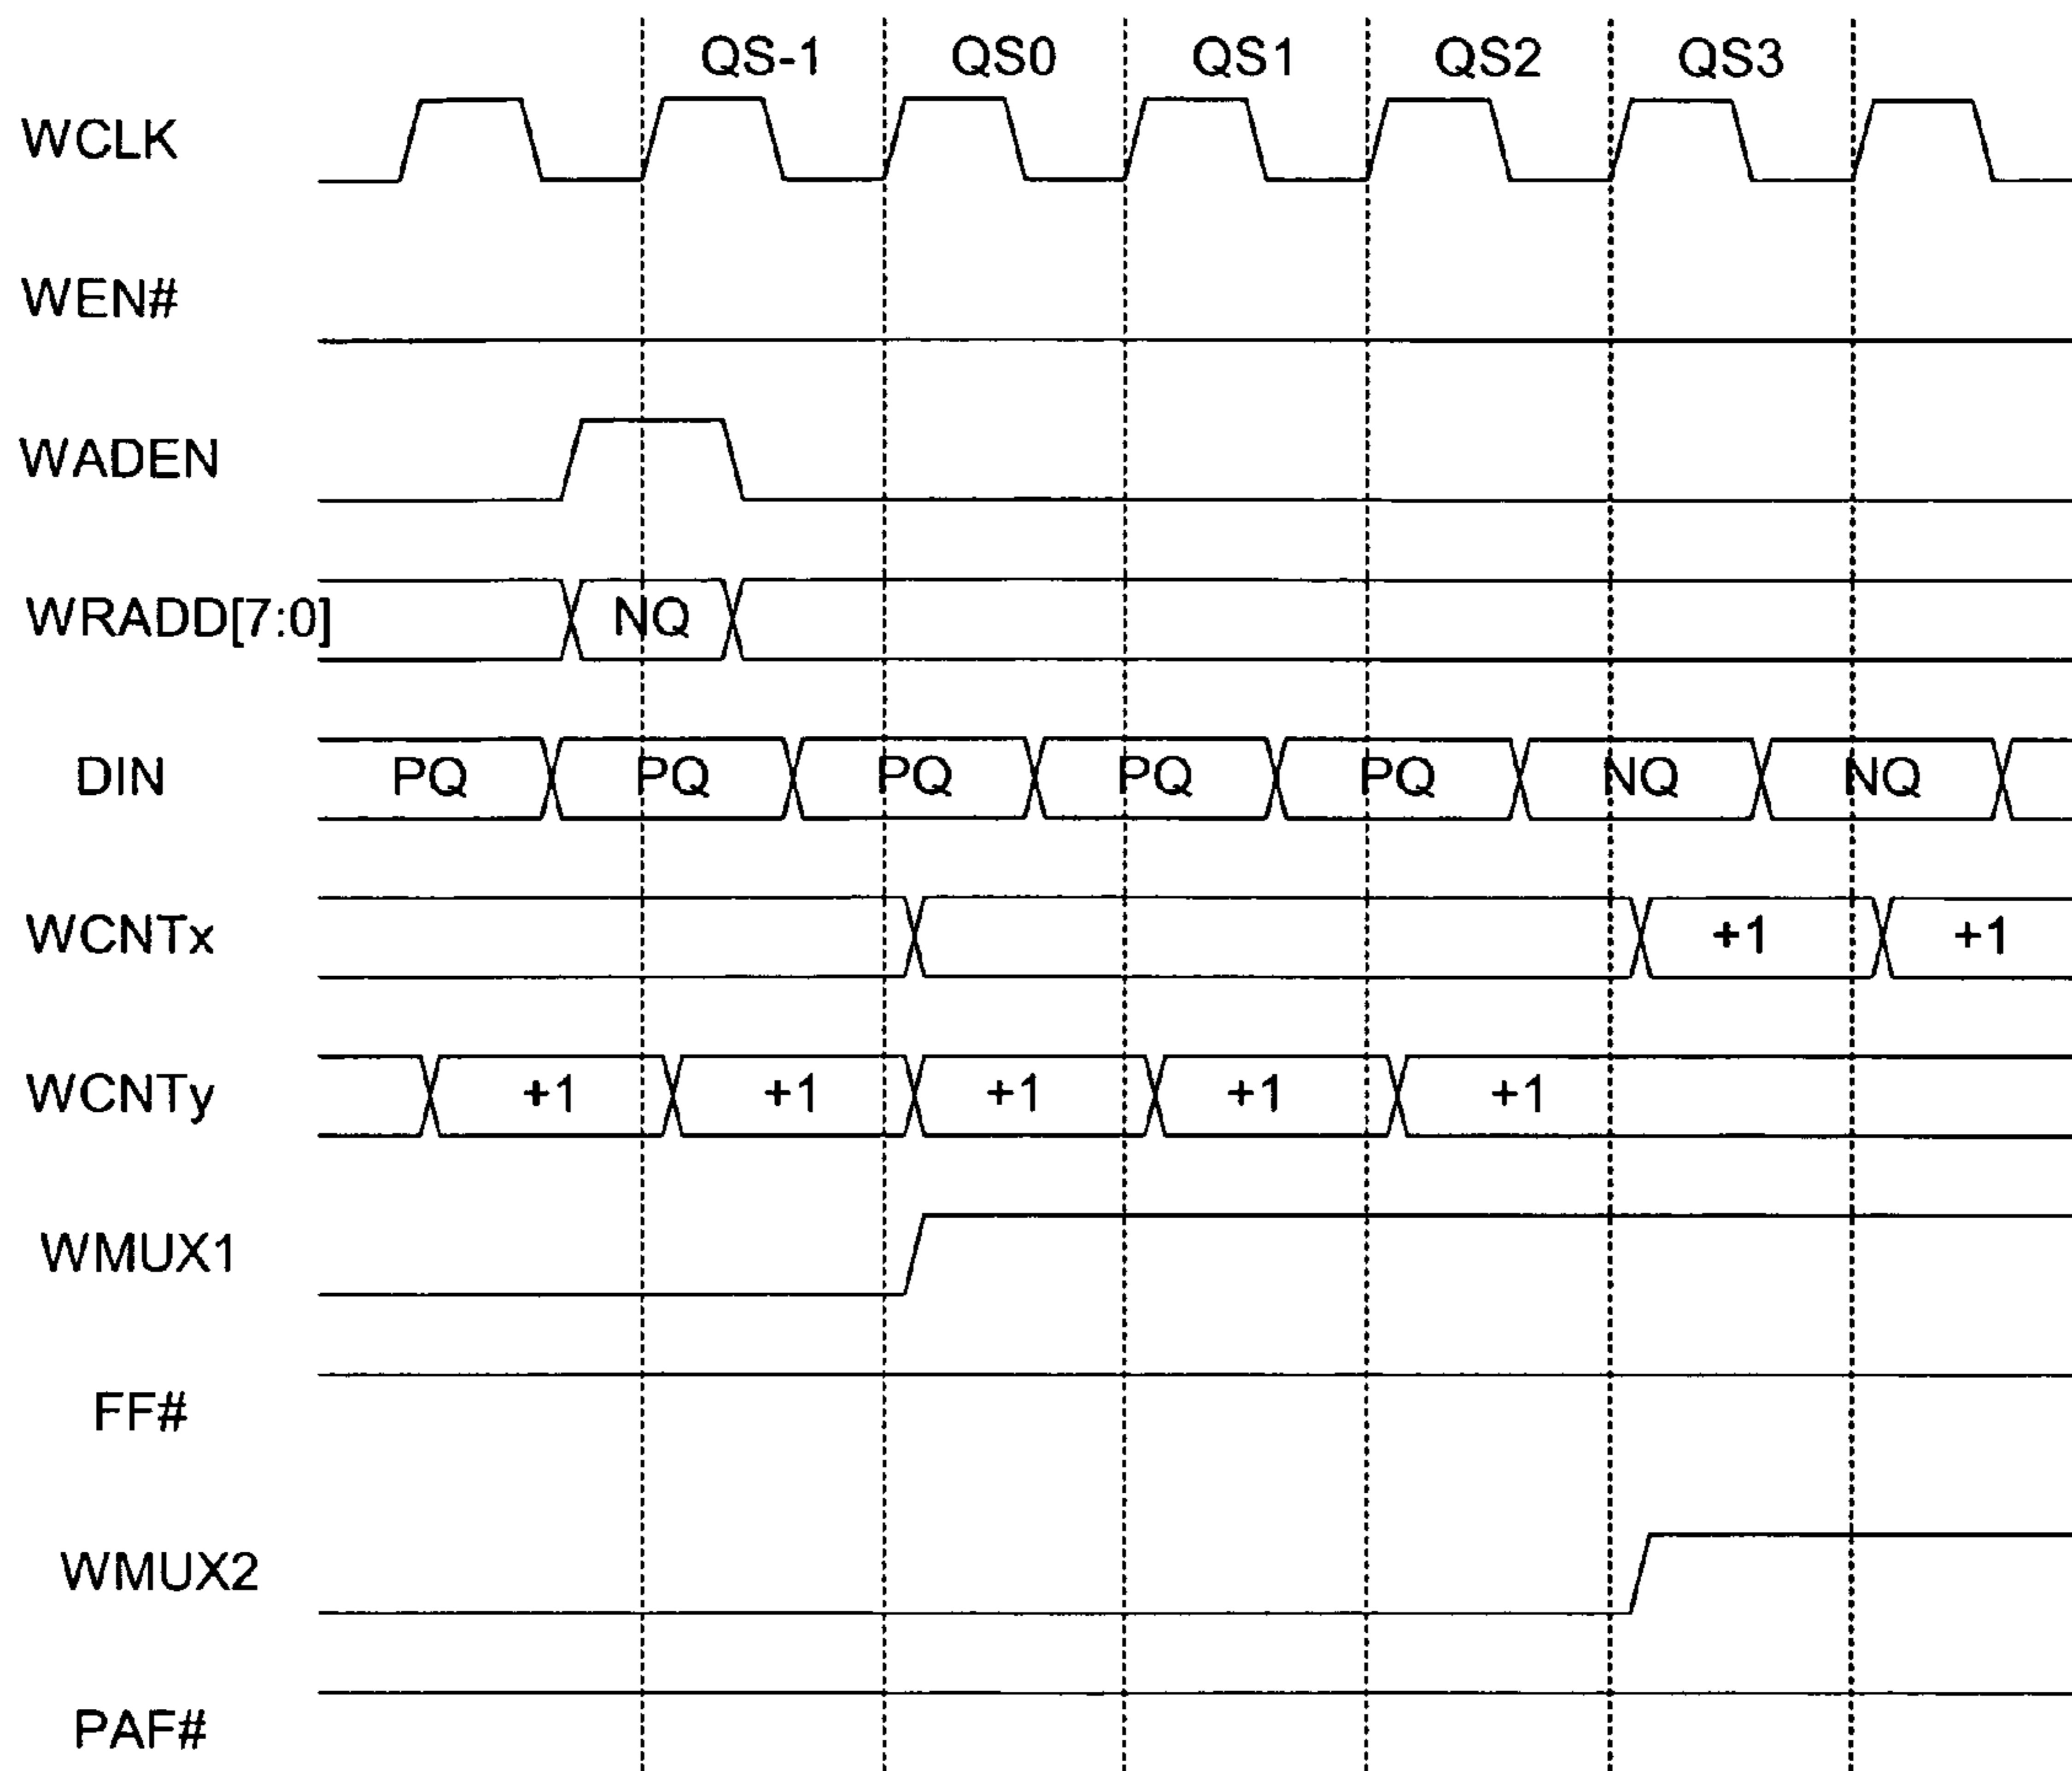 QS-1 QS0 QS1 QS2 QS3
WCLK
WEN#
WADEN
WRADD[7:0] NQ
DIN PQ PQ PQ PQ PQ NQ NQ
WCNTx +1 +1
WCNTy +1 +1 +1 +1 +1
WMUX1
FF#
WMUX2
PAF#